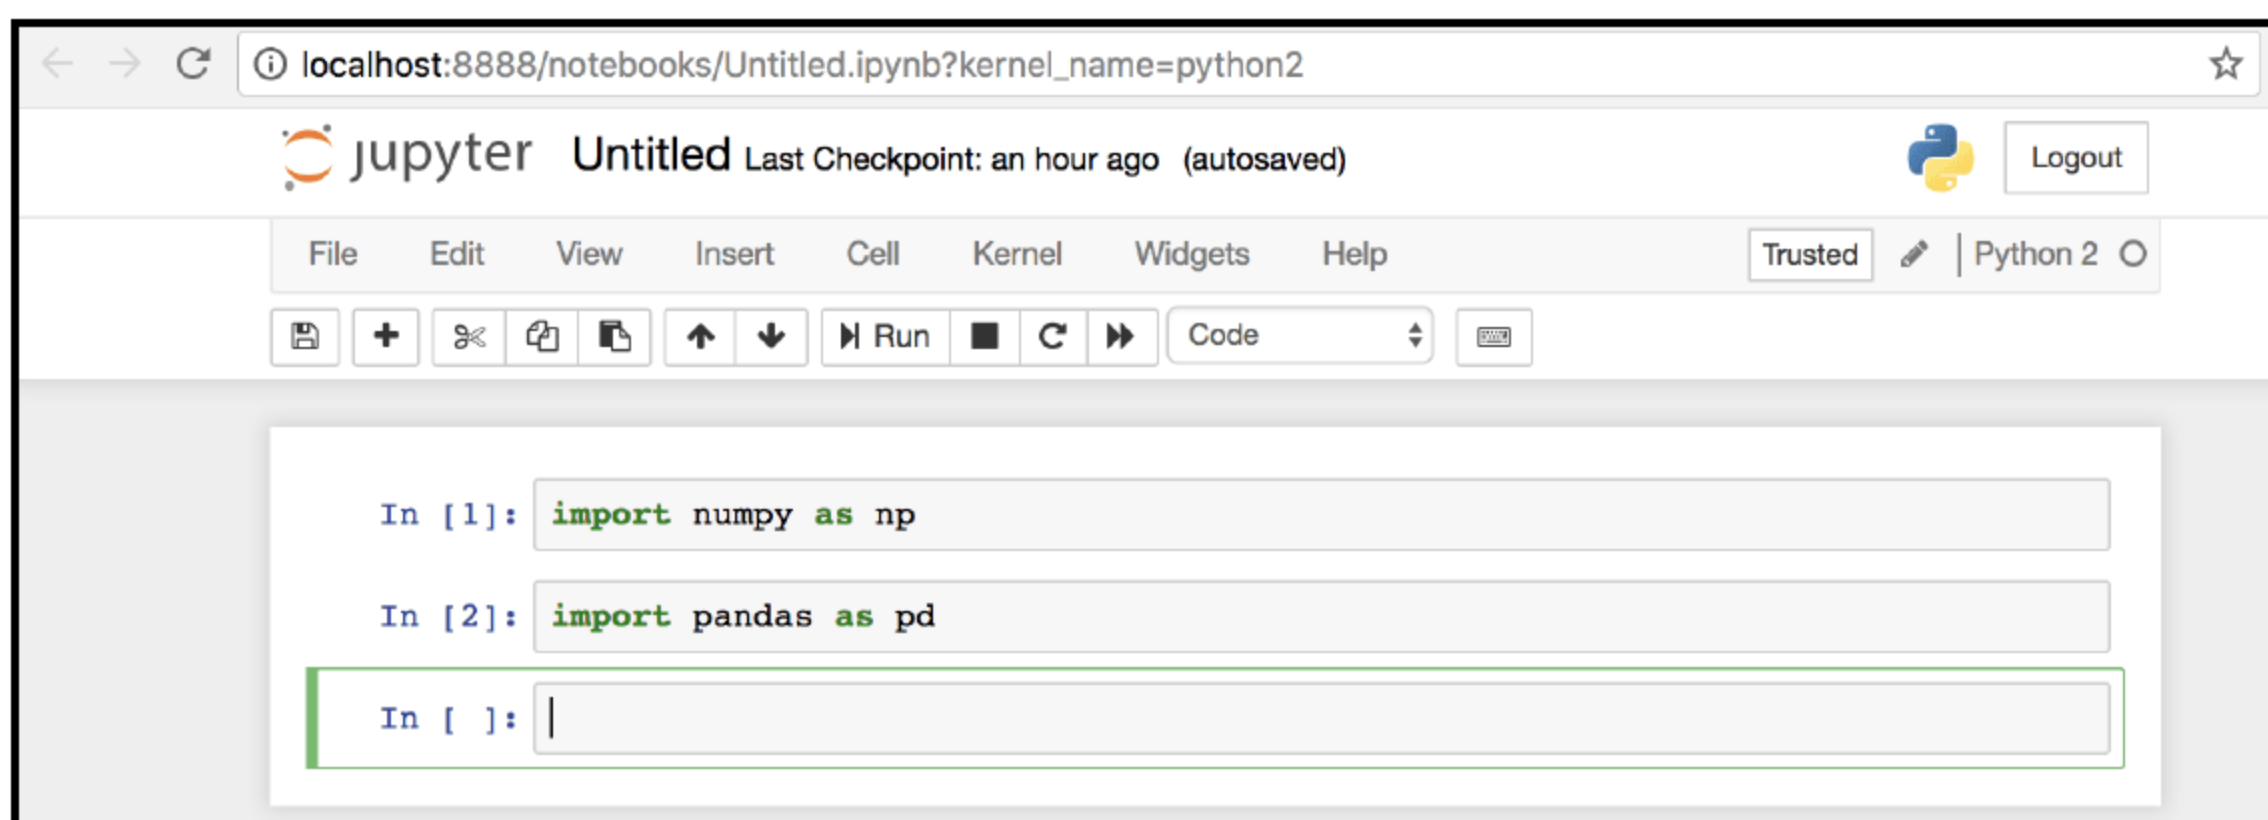 localhost:8888/notebooks/Untitled.ipynb?kernel_name=python2
jupyter Untitled Last Checkpoint: an hour ago (autosaved) Logout
File Edit View Insert Cell Kernel Widgets Help Trusted Python 2
Run Code
In [1]: import numpy as np
In [2]: import pandas as pd
In [ ]: